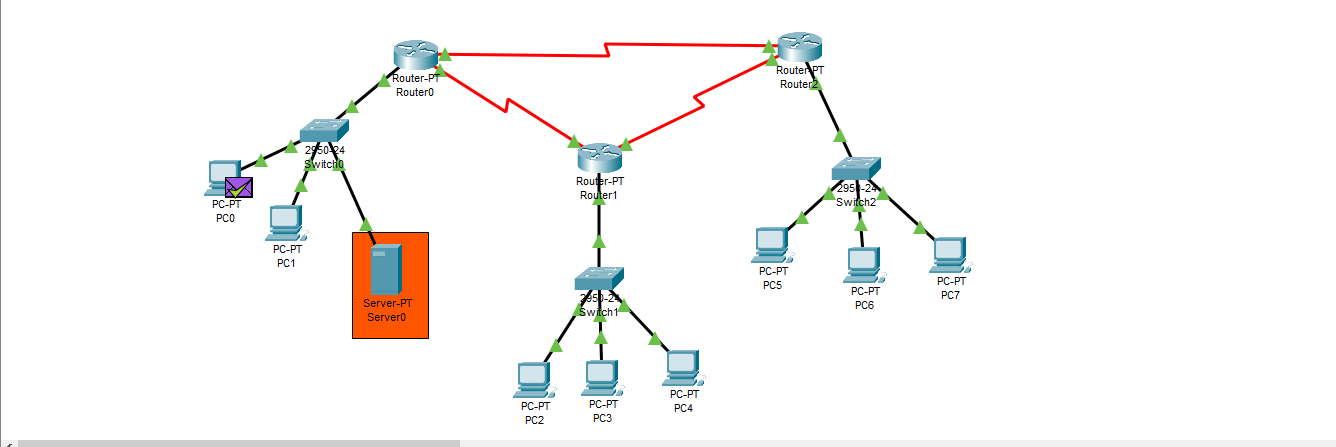 Router-PT
Router0
Router-PT
Router2
2950-24
Switch0
Router-PT
Router1
2950-24
Switch2
PC-PT
PC0
PC-PT
PC1
Server-PT
Server0
2950-24
Switch1
PC-PT
PC5
PC-PT
PC6
PC-PT
PC7
PC-PT
PC2
PC-PT
PC3
PC-PT
PC4